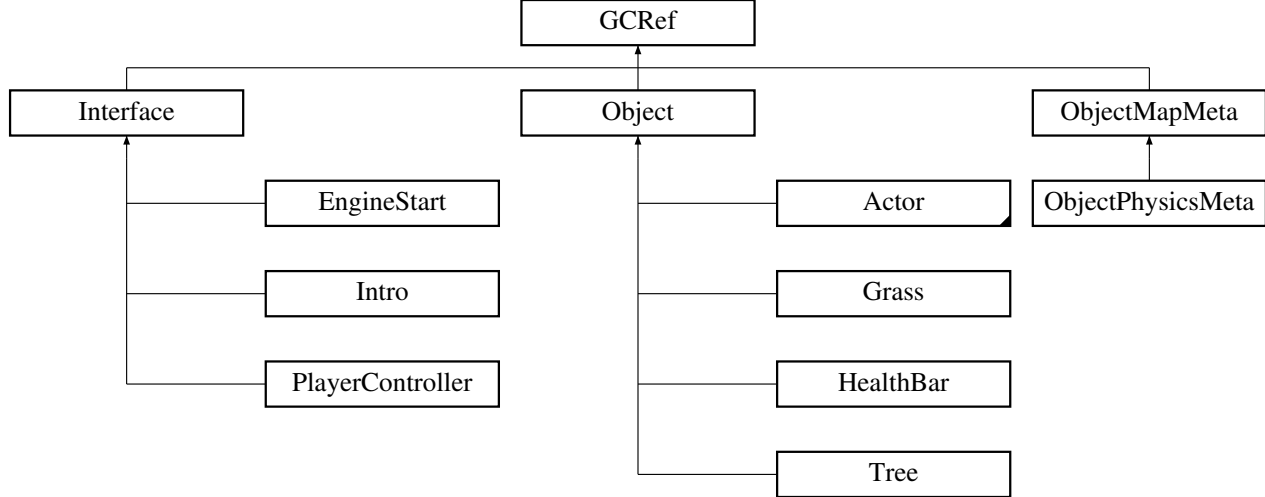 GCRef
Interface
Object
ObjectMapMeta
EngineStart
Actor
ObjectPhysicsMeta
Intro
Grass
PlayerController
HealthBar
Tree